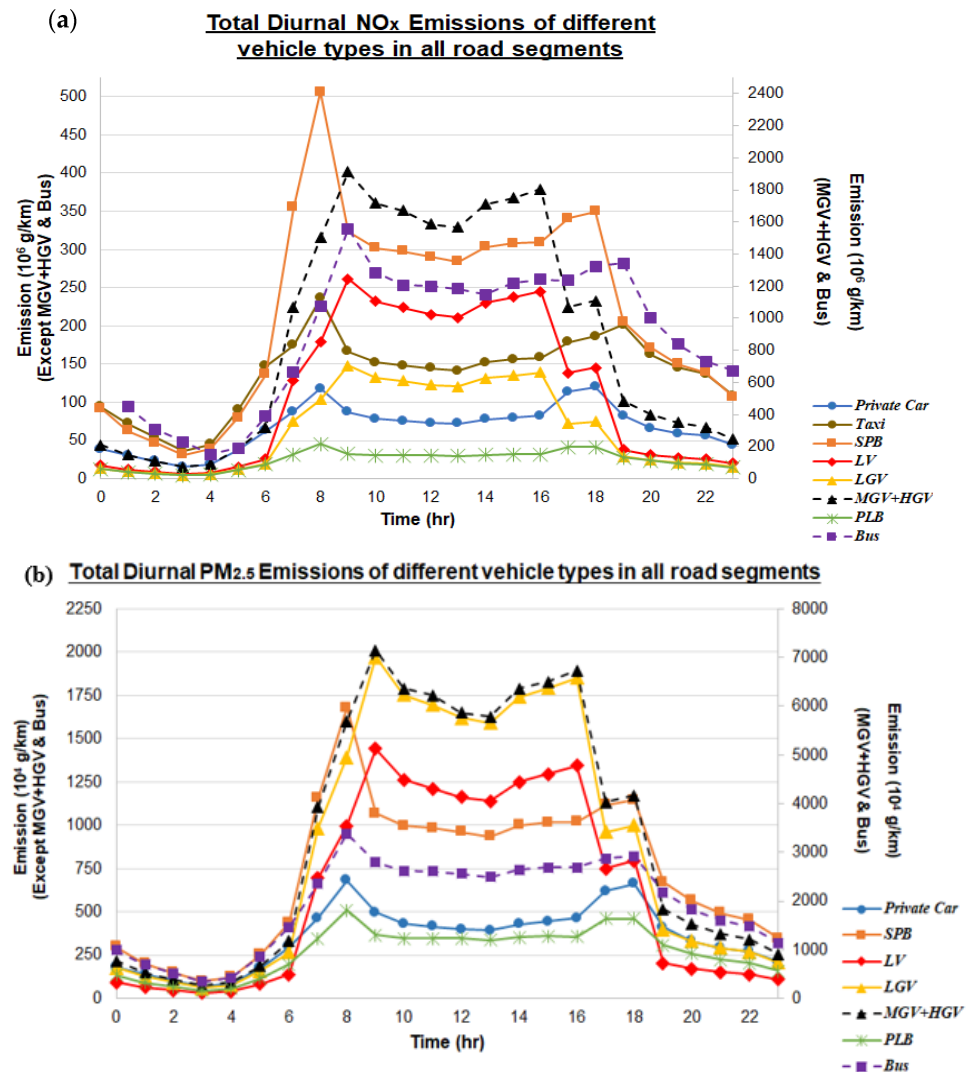 (a)
Total Diurnal NOx Emissions of different
vehicle types in all road segments
500
450
400
350
300
250
200
150
100
50
0
Emission (10⁶ g/km)
(Except MGV+HGV & Bus)
2400
2200
2000
1800
1600
1400
1200
1000
800
600
400
200
0
Emission (10⁶ g/km)
(MGV+HGV & Bus)
0 2 4 6 8 10 12 14 16 18 20 22
Time (hr)
Private Car
Taxi
SPB
LV
LGV
MGV+HGV
PLB
Bus
(b) Total Diurnal PM2.5 Emissions of different vehicle types in all road segments
2250
2000
1750
1500
1250
1000
750
500
250
0
Emission (10⁴ g/km)
(Except MGV+HGV & Bus)
8000
7000
6000
5000
4000
3000
2000
1000
0
Emission (10⁴ g/km)
(MGV+HGV & Bus)
0 2 4 6 8 10 12 14 16 18 20 22
Time (hr)
Private Car
SPB
LV
LGV
MGV+HGV
PLB
Bus